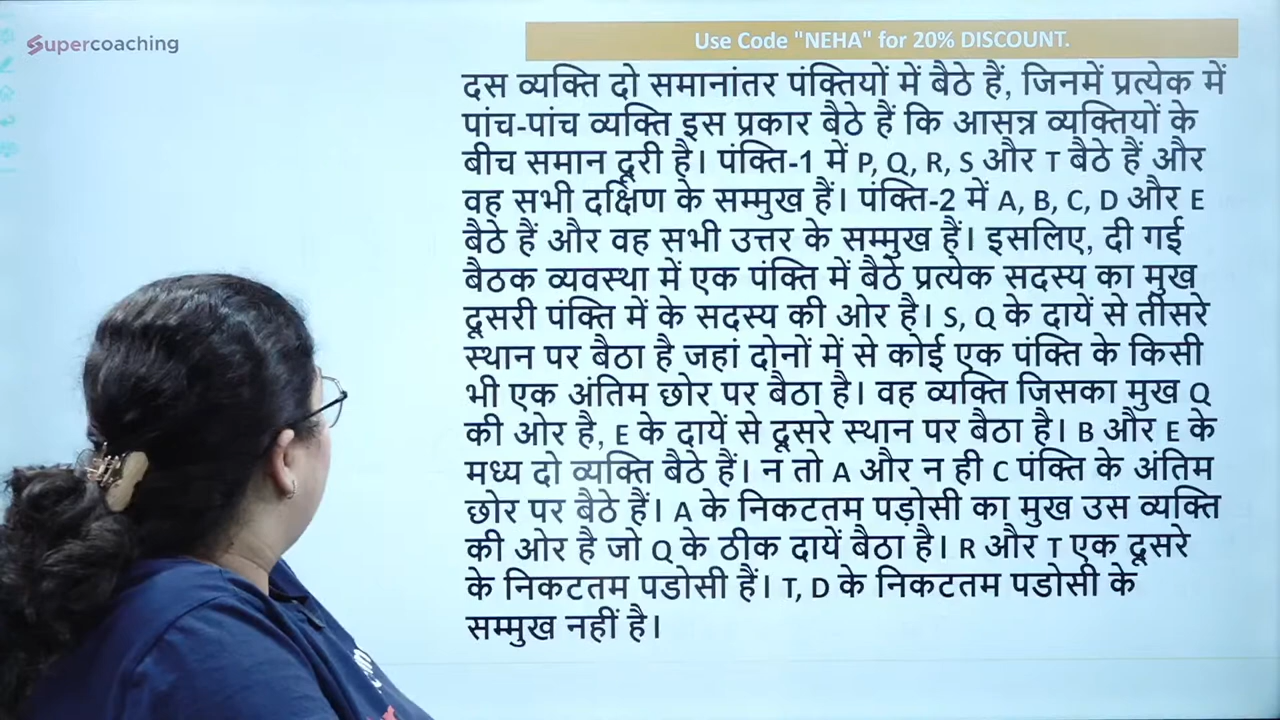 Supercoaching
Use Code "NEHA" for 20% DISCOUNT.
दस व्यक्ति दो समानांतर पंक्तियों में बैठे हैं, जिनमें प्रत्येक में
पांच-पांच व्यक्ति इस प्रकार बैठे हैं कि आसन्न व्यक्तियों के
बीच समान दूरी है। पंक्ति-1 में P, Q, R, S और T बैठे हैं और
वह सभी दक्षिण के सम्मुख हैं। पंक्ति-2 में A, B, C, D और E
बैठे हैं और वह सभी उत्तर के सम्मुख हैं। इसलिए, दी गई
बैठक व्यवस्था में एक पंक्ति में बैठे प्रत्येक सदस्य का मुख
दूसरी पंक्ति में के सदस्य की ओर है। S, Q के दायें से तीसरे
स्थान पर बैठा है जहां दोनों में से कोई एक पंक्ति के किसी
भी एक अंतिम छोर पर बैठा है। वह व्यक्ति जिसका मुख Q
की ओर है, E के दायें से दूसरे स्थान पर बैठा है। B और E के
मध्य दो व्यक्ति बैठे हैं। न तो A और न ही C पंक्ति के अंतिम
छोर पर बैठे हैं। A के निकटतम पड़ोसी का मुख उस व्यक्ति
की ओर है जो Q के ठीक दायें बैठा है। R और T एक दूसरे
के निकटतम पडोसी हैं। T, D के निकटतम पडोसी के
सम्मुख नहीं है।